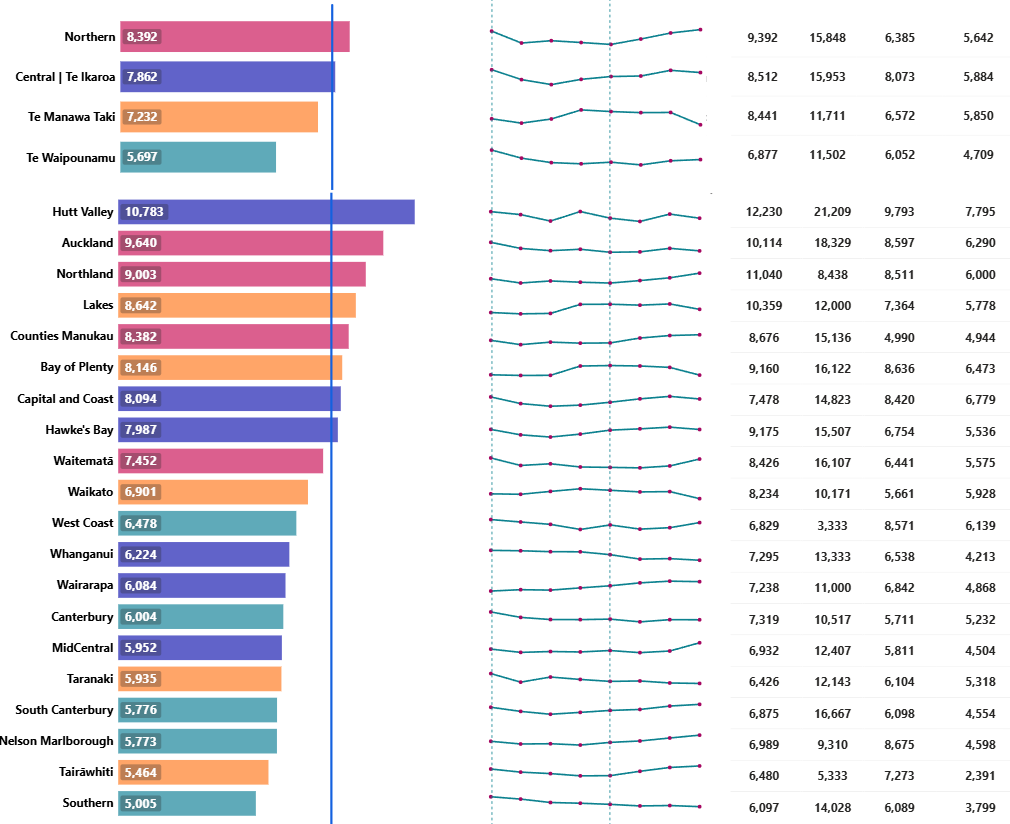 Northern 8,392 9,392 15,848 6,385 5,642
Central | Te Ikaroa 7,862 8,512 15,953 8,073 5,884
Te Manawa Taki 7,232 8,441 11,711 6,572 5,850
Te Waipounamu 5,697 6,877 11,502 6,052 4,709
Hutt Valley 10,783 12,230 21,209 9,793 7,795
Auckland 9,640 10,114 18,329 8,597 6,290
Northland 9,003 11,040 8,438 8,511 6,000
Lakes 8,642 10,359 12,000 7,364 5,778
Counties Manukau 8,382 8,676 15,136 4,990 4,944
Bay of Plenty 8,146 9,160 16,122 8,636 6,473
Capital and Coast 8,094 7,478 14,823 8,420 6,779
Hawke's Bay 7,987 9,175 15,507 6,754 5,536
Waitematā 7,452 8,426 16,107 6,441 5,575
Waikato 6,901 8,234 10,171 5,661 5,928
West Coast 6,478 6,829 3,333 8,571 6,139
Whanganui 6,224 7,295 13,333 6,538 4,213
Wairarapa 6,084 7,238 11,000 6,842 4,868
Canterbury 6,004 7,319 10,517 5,711 5,232
MidCentral 5,952 6,932 12,407 5,811 4,504
Taranaki 5,935 6,426 12,143 6,104 5,318
South Canterbury 5,776 6,875 16,667 6,098 4,554
Nelson Marlborough 5,773 6,989 9,310 8,675 4,598
Tairāwhiti 5,464 6,480 5,333 7,273 2,391
Southern 5,005 6,097 14,028 6,089 3,799